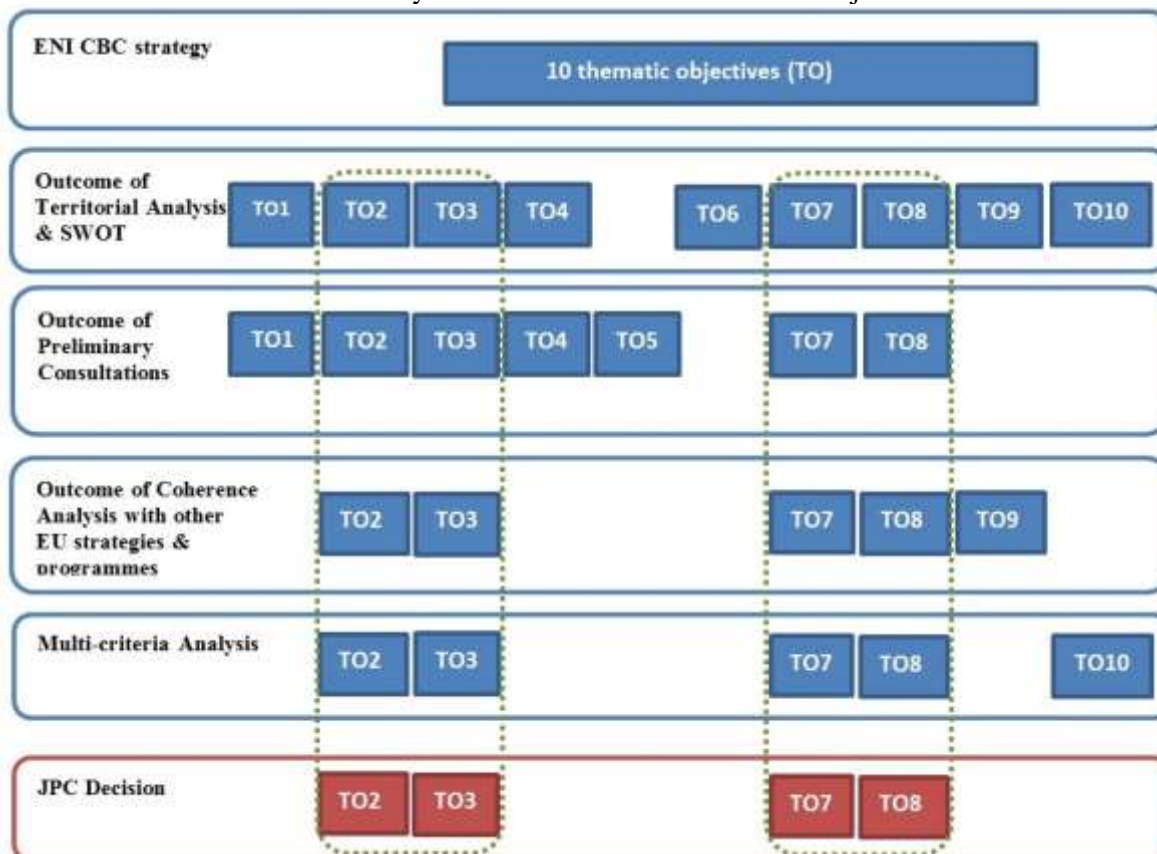 ENI CBC strategy
10 thematic objectives (TO)
Outcome of
Territorial Analysis
& SWOT
TO1 TO2 TO3 TO4 TO6 TO7 TO8 TO9 TO10
Outcome of
Preliminary
Consultations
TO1 TO2 TO3 TO4 TO5 TO7 TO8
Outcome of Coherence
Analysis with other
EU strategies &
programmes
TO2 TO3 TO7 TO8 TO9
Multi-criteria Analysis
TO2 TO3 TO7 TO8 TO10
JPC Decision
TO2 TO3 TO7 TO8